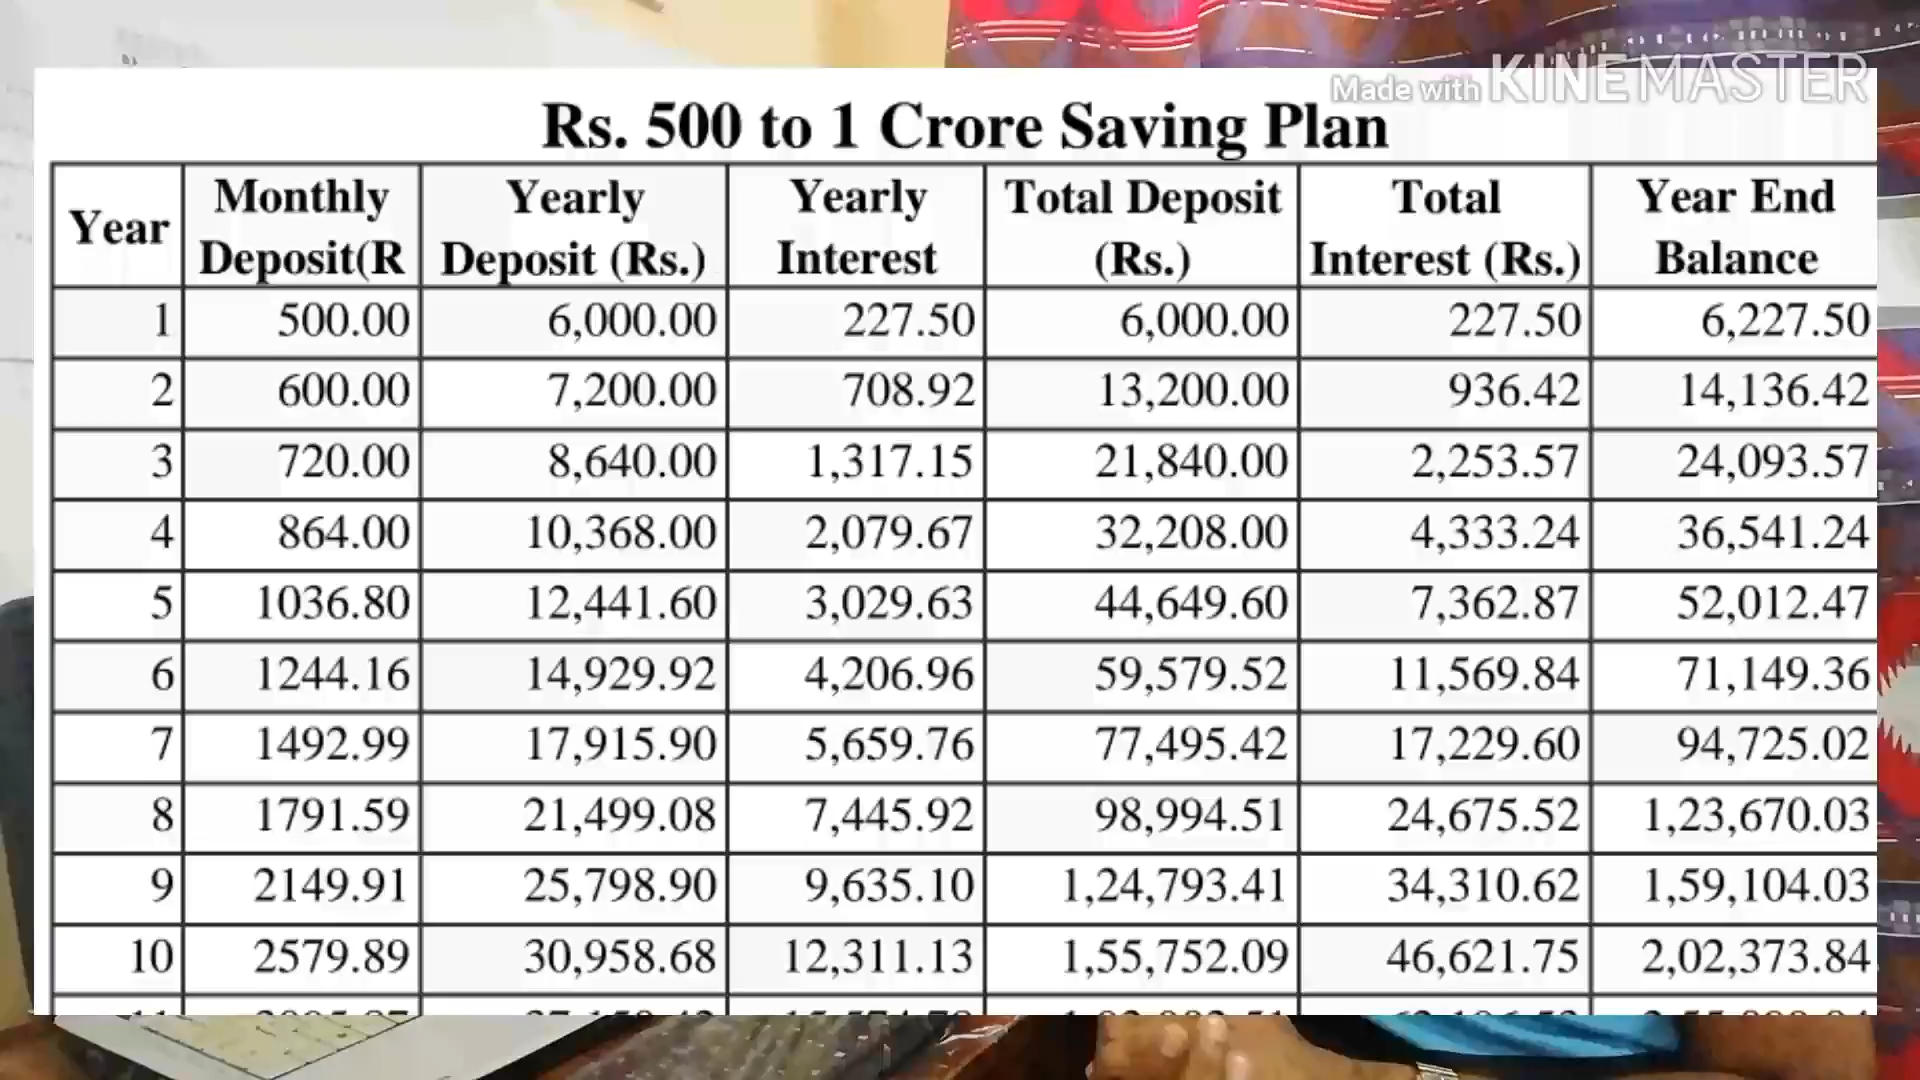 Made with KINEMASTER
Rs. 500 to 1 Crore Saving Plan
Year | Monthly Deposit(R | Yearly Deposit (Rs.) | Yearly Interest | Total Deposit (Rs.) | Total Interest (Rs.) | Year End Balance
1 | 500.00 | 6,000.00 | 227.50 | 6,000.00 | 227.50 | 6,227.50
2 | 600.00 | 7,200.00 | 708.92 | 13,200.00 | 936.42 | 14,136.42
3 | 720.00 | 8,640.00 | 1,317.15 | 21,840.00 | 2,253.57 | 24,093.57
4 | 864.00 | 10,368.00 | 2,079.67 | 32,208.00 | 4,333.24 | 36,541.24
5 | 1036.80 | 12,441.60 | 3,029.63 | 44,649.60 | 7,362.87 | 52,012.47
6 | 1244.16 | 14,929.92 | 4,206.96 | 59,579.52 | 11,569.84 | 71,149.36
7 | 1492.99 | 17,915.90 | 5,659.76 | 77,495.42 | 17,229.60 | 94,725.02
8 | 1791.59 | 21,499.08 | 7,445.92 | 98,994.51 | 24,675.52 | 1,23,670.03
9 | 2149.91 | 25,798.90 | 9,635.10 | 1,24,793.41 | 34,310.62 | 1,59,104.03
10 | 2579.89 | 30,958.68 | 12,311.13 | 1,55,752.09 | 46,621.75 | 2,02,373.84